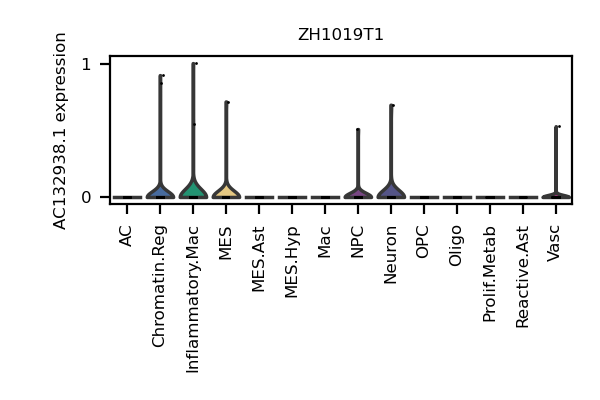 ZH1019T1
AC132938.1 expression
1
0
AC
Chromatin.Reg
Inflammatory.Mac
MES
MES.Ast
MES.Hyp
Mac
NPC
Neuron
OPC
Oligo
Prolif.Metab
Reactive.Ast
Vasc